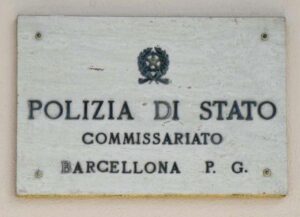 POLIZIA DI STATO
COMMISSARIATO
BARCELLONA P. G.